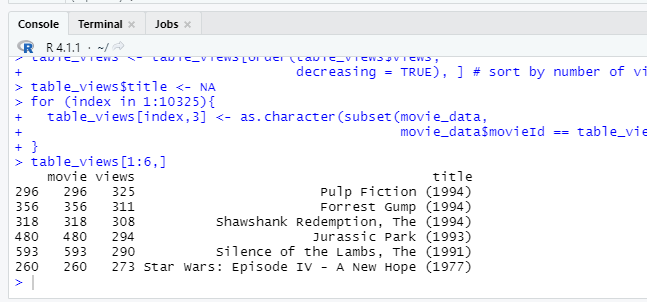 Console Terminal × Jobs ×
R 4.1.1 · ~/
> table_views <- table_views[order(table_views$views,
+ decreasing = TRUE), ] # sort by number of vi
> table_views$title <- NA
> for (index in 1:10325){
+ table_views[index,3] <- as.character(subset(movie_data,
+ movie_data$movieId == table_vie
+ }
> table_views[1:6,]
movie views title
296 296 325 Pulp Fiction (1994)
356 356 311 Forrest Gump (1994)
318 318 308 Shawshank Redemption, The (1994)
480 480 294 Jurassic Park (1993)
593 593 290 Silence of the Lambs, The (1991)
260 260 273 Star Wars: Episode IV - A New Hope (1977)
>